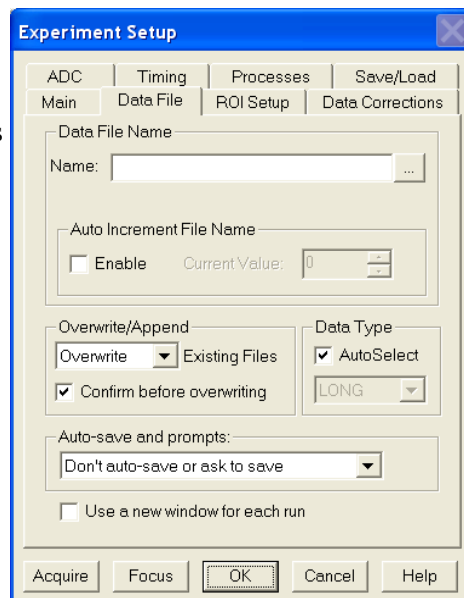 Experiment Setup
ADC Timing Processes Save/Load
Main Data File ROI Setup Data Corrections
s
Data File Name
Name: ...
Auto Increment File Name
Enable Current Value: 0
Overwrite/Append Data Type
Overwrite Existing Files AutoSelect
Confirm before overwriting LONG
Auto-save and prompts:
Don't auto-save or ask to save
Use a new window for each run
Acquire Focus OK Cancel Help